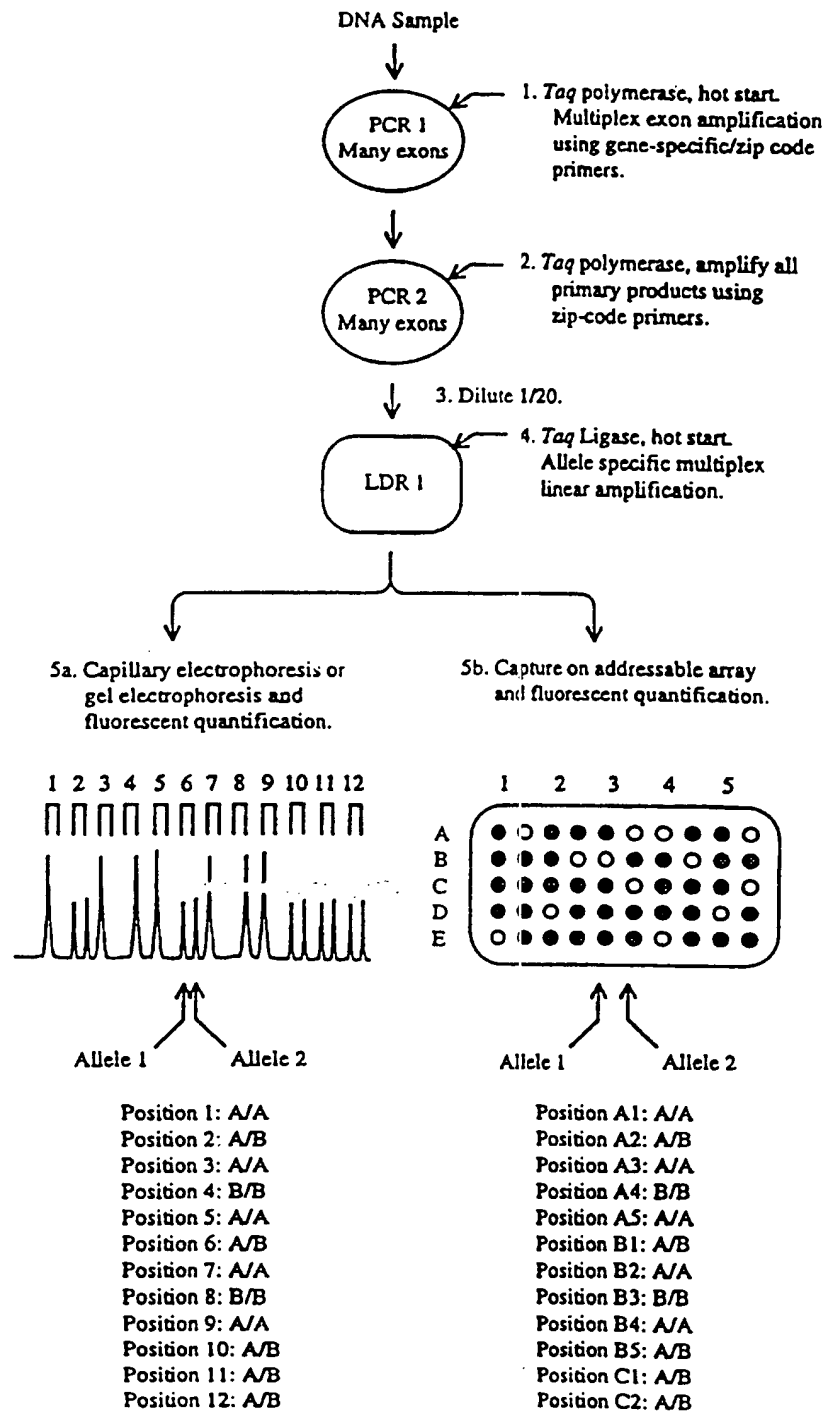 DNA Sample
PCR 1
Many exons
1. Taq polymerase, hot start.
Multiplex exon amplification
using gene-specific/zip code
primers.
PCR 2
Many exons
2. Taq polymerase, amplify all
primary products using
zip-code primers.
3. Dilute 1/20.
LDR 1
4. Taq Ligase, hot start.
Allele specific multiplex
linear amplification.
5a. Capillary electrophoresis or
gel electrophoresis and
fluorescent quantification.
5b. Capture on addressable array
and fluorescent quantification.
1 2 3 4 5 6 7 8 9 10 11 12
1 2 3 4 5
A
B
C
D
E
Allele 1 Allele 2
Allele 1 Allele 2
Position 1: A/A
Position 2: A/B
Position 3: A/A
Position 4: B/B
Position 5: A/A
Position 6: A/B
Position 7: A/A
Position 8: B/B
Position 9: A/A
Position 10: A/B
Position 11: A/B
Position 12: A/B
Position A1: A/A
Position A2: A/B
Position A3: A/A
Position A4: B/B
Position A5: A/A
Position B1: A/B
Position B2: A/A
Position B3: B/B
Position B4: A/A
Position B5: A/B
Position C1: A/B
Position C2: A/B